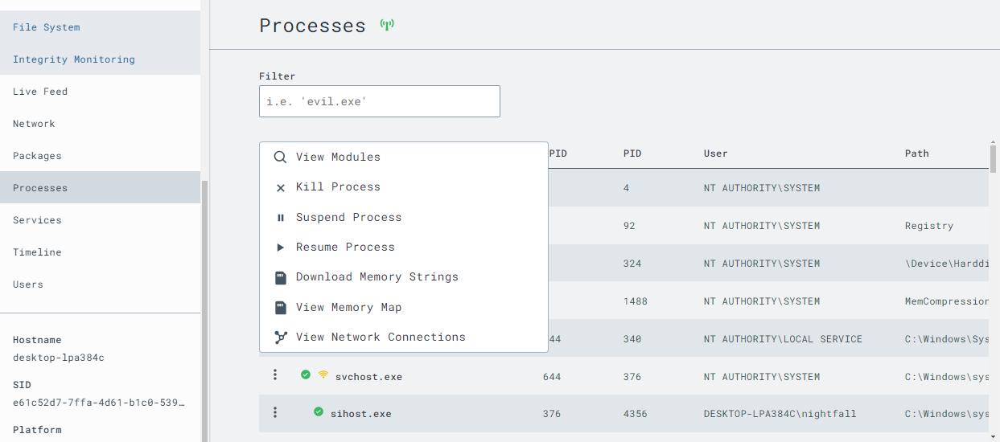 File System
Integrity Monitoring
Live Feed
Network
Packages
Processes
Services
Timeline
Users
Hostname
desktop-lpa384c
SID
e61c52d7-7ffa-4d61-b1c0-539…
Platform
Processes
Filter
i.e. 'evil.exe'
PID PID User Path
View Modules
Kill Process
Suspend Process
Resume Process
Download Memory Strings
View Memory Map
View Network Connections
4 NT AUTHORITY\SYSTEM
92 NT AUTHORITY\SYSTEM Registry
324 NT AUTHORITY\SYSTEM \Device\Harddi
1488 NT AUTHORITY\SYSTEM MemCompression
44 340 NT AUTHORITY\LOCAL SERVICE C:\Windows\Sys
svchost.exe 644 376 NT AUTHORITY\SYSTEM C:\Windows\sys
sihost.exe 376 4356 DESKTOP-LPA384C\nightfall C:\Windows\sys